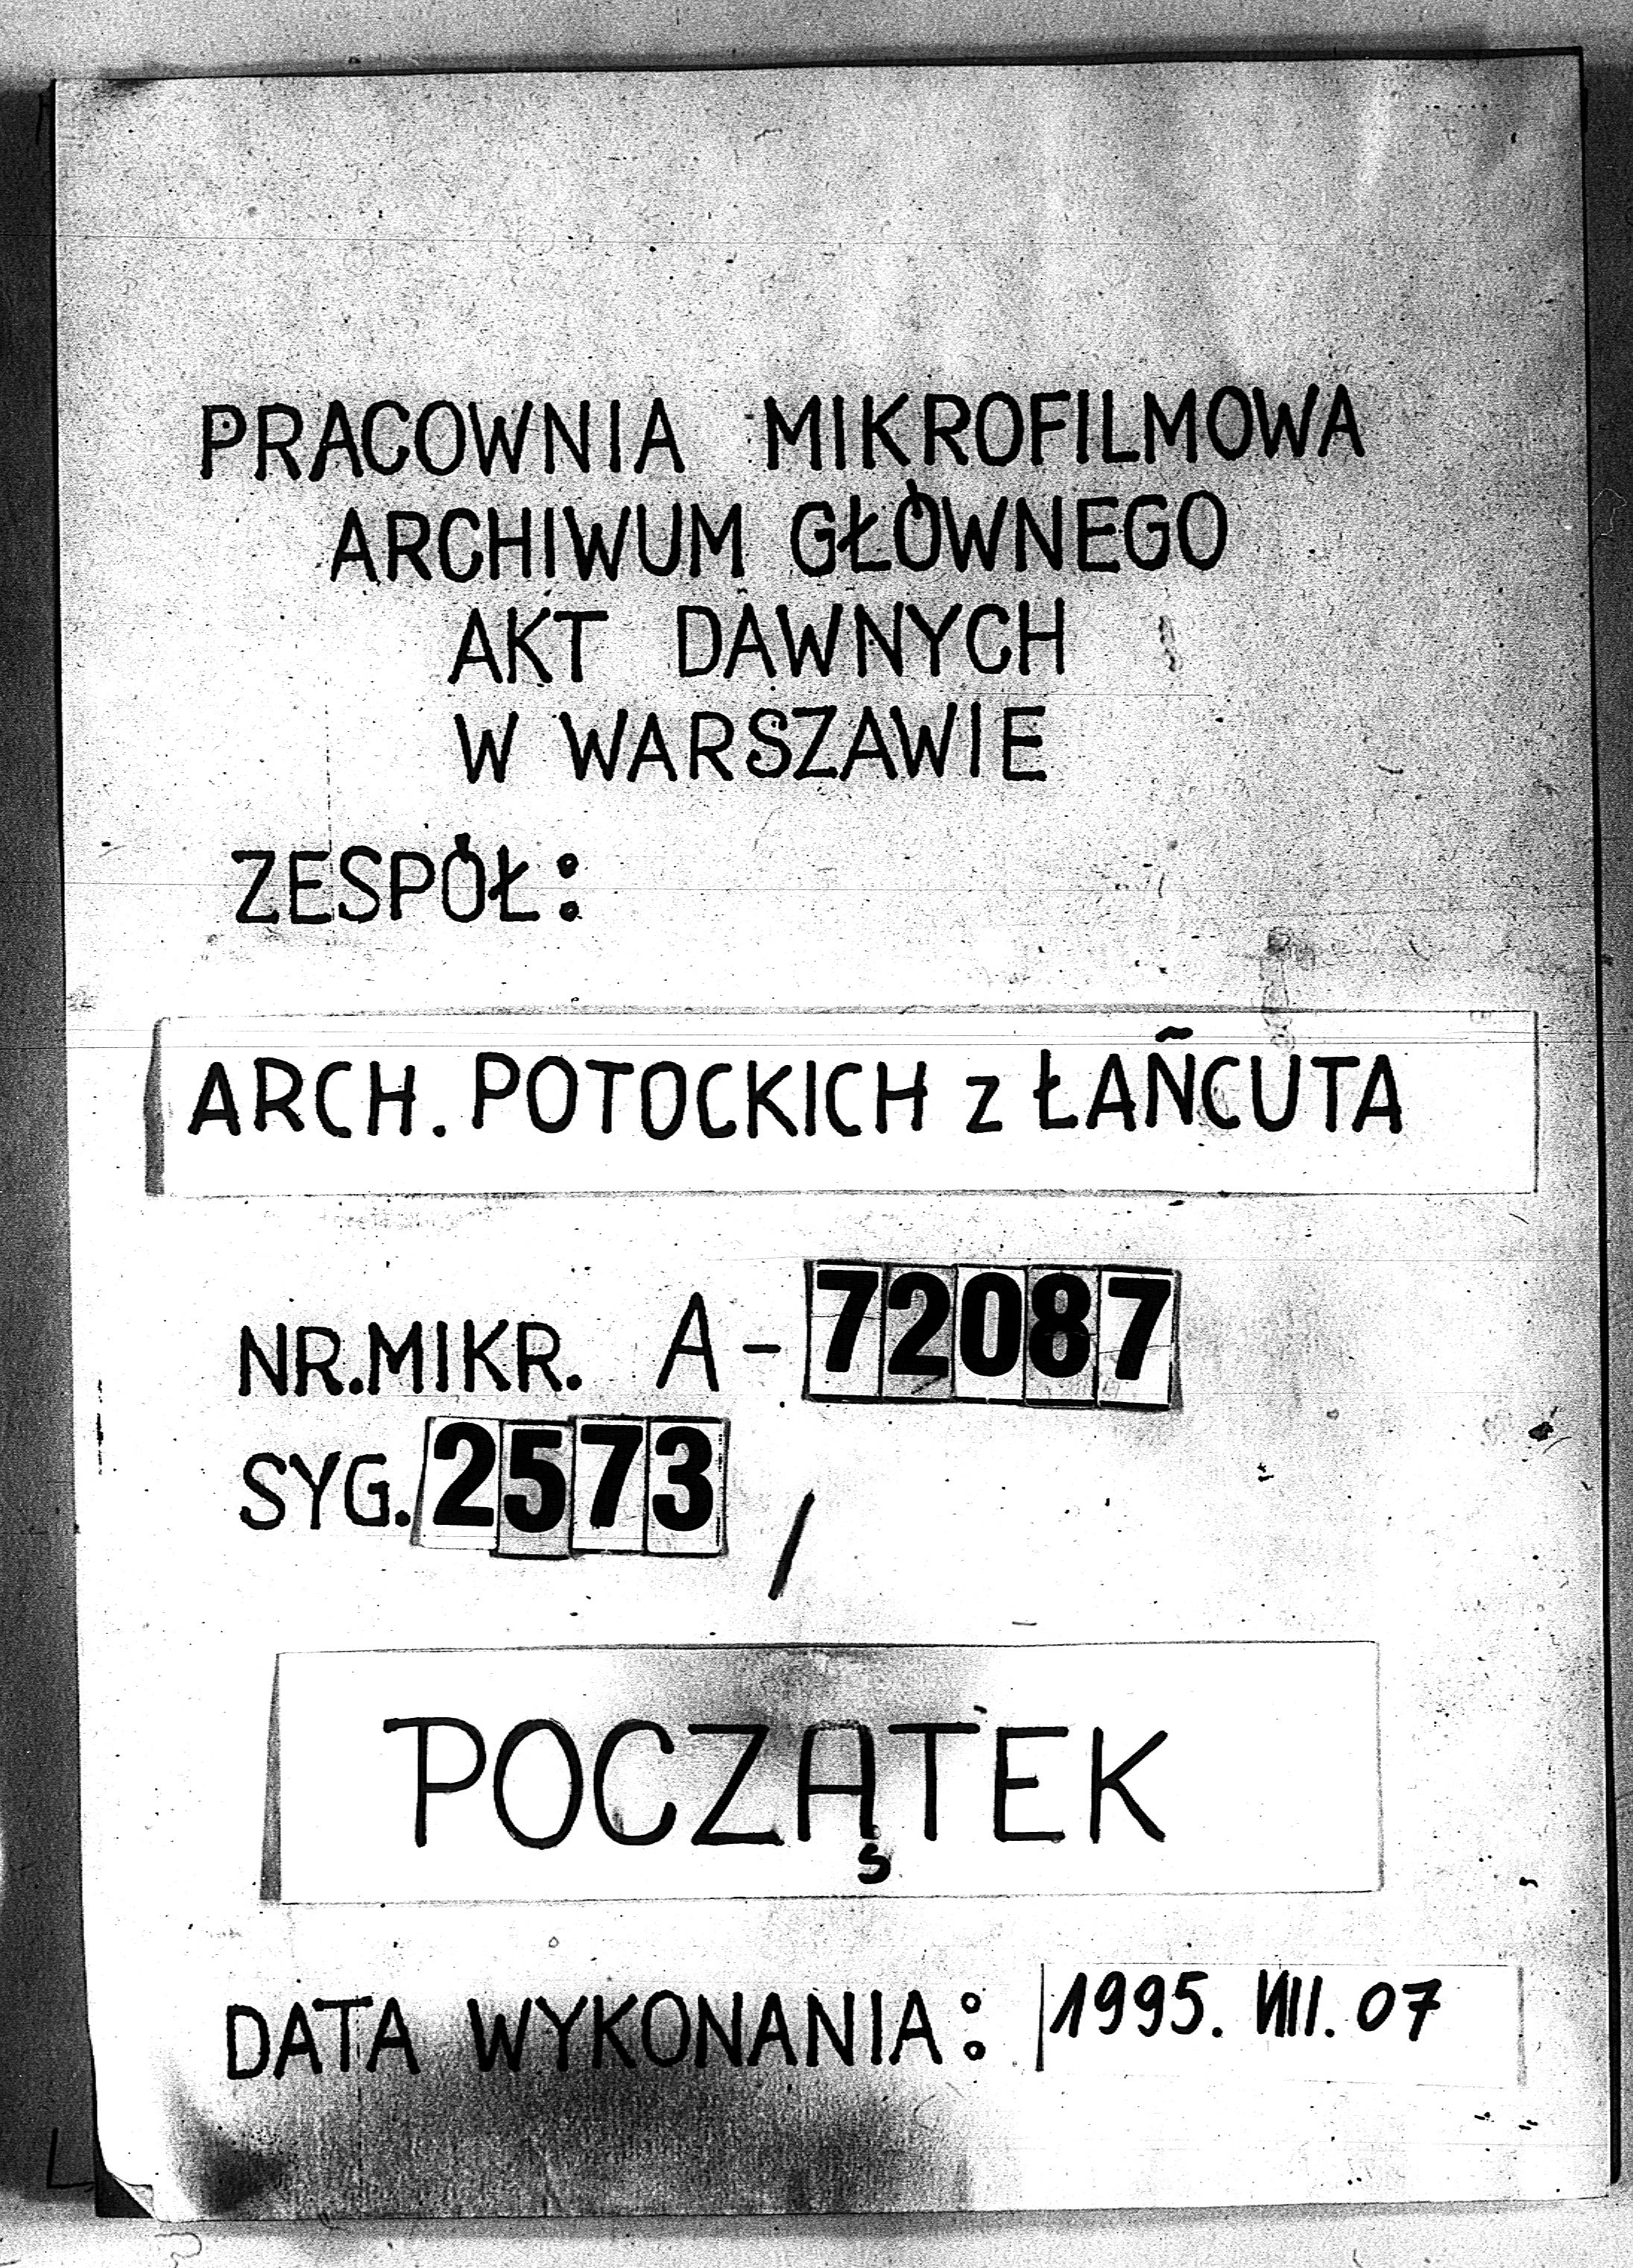 PRACOWNIA MIKROFILMOWA
ARCHIWUM GŁÓWNEGO
AKT DAWNYCH
W WARSZAWIE
ZESPÓŁ:
ARCH. POTOCKICH z ŁAŃCUTA
NR.MIKR. A-72087
SYG. 2573 /
POCZĄTEK
DATA WYKONANIA: 1995. VIII. 07